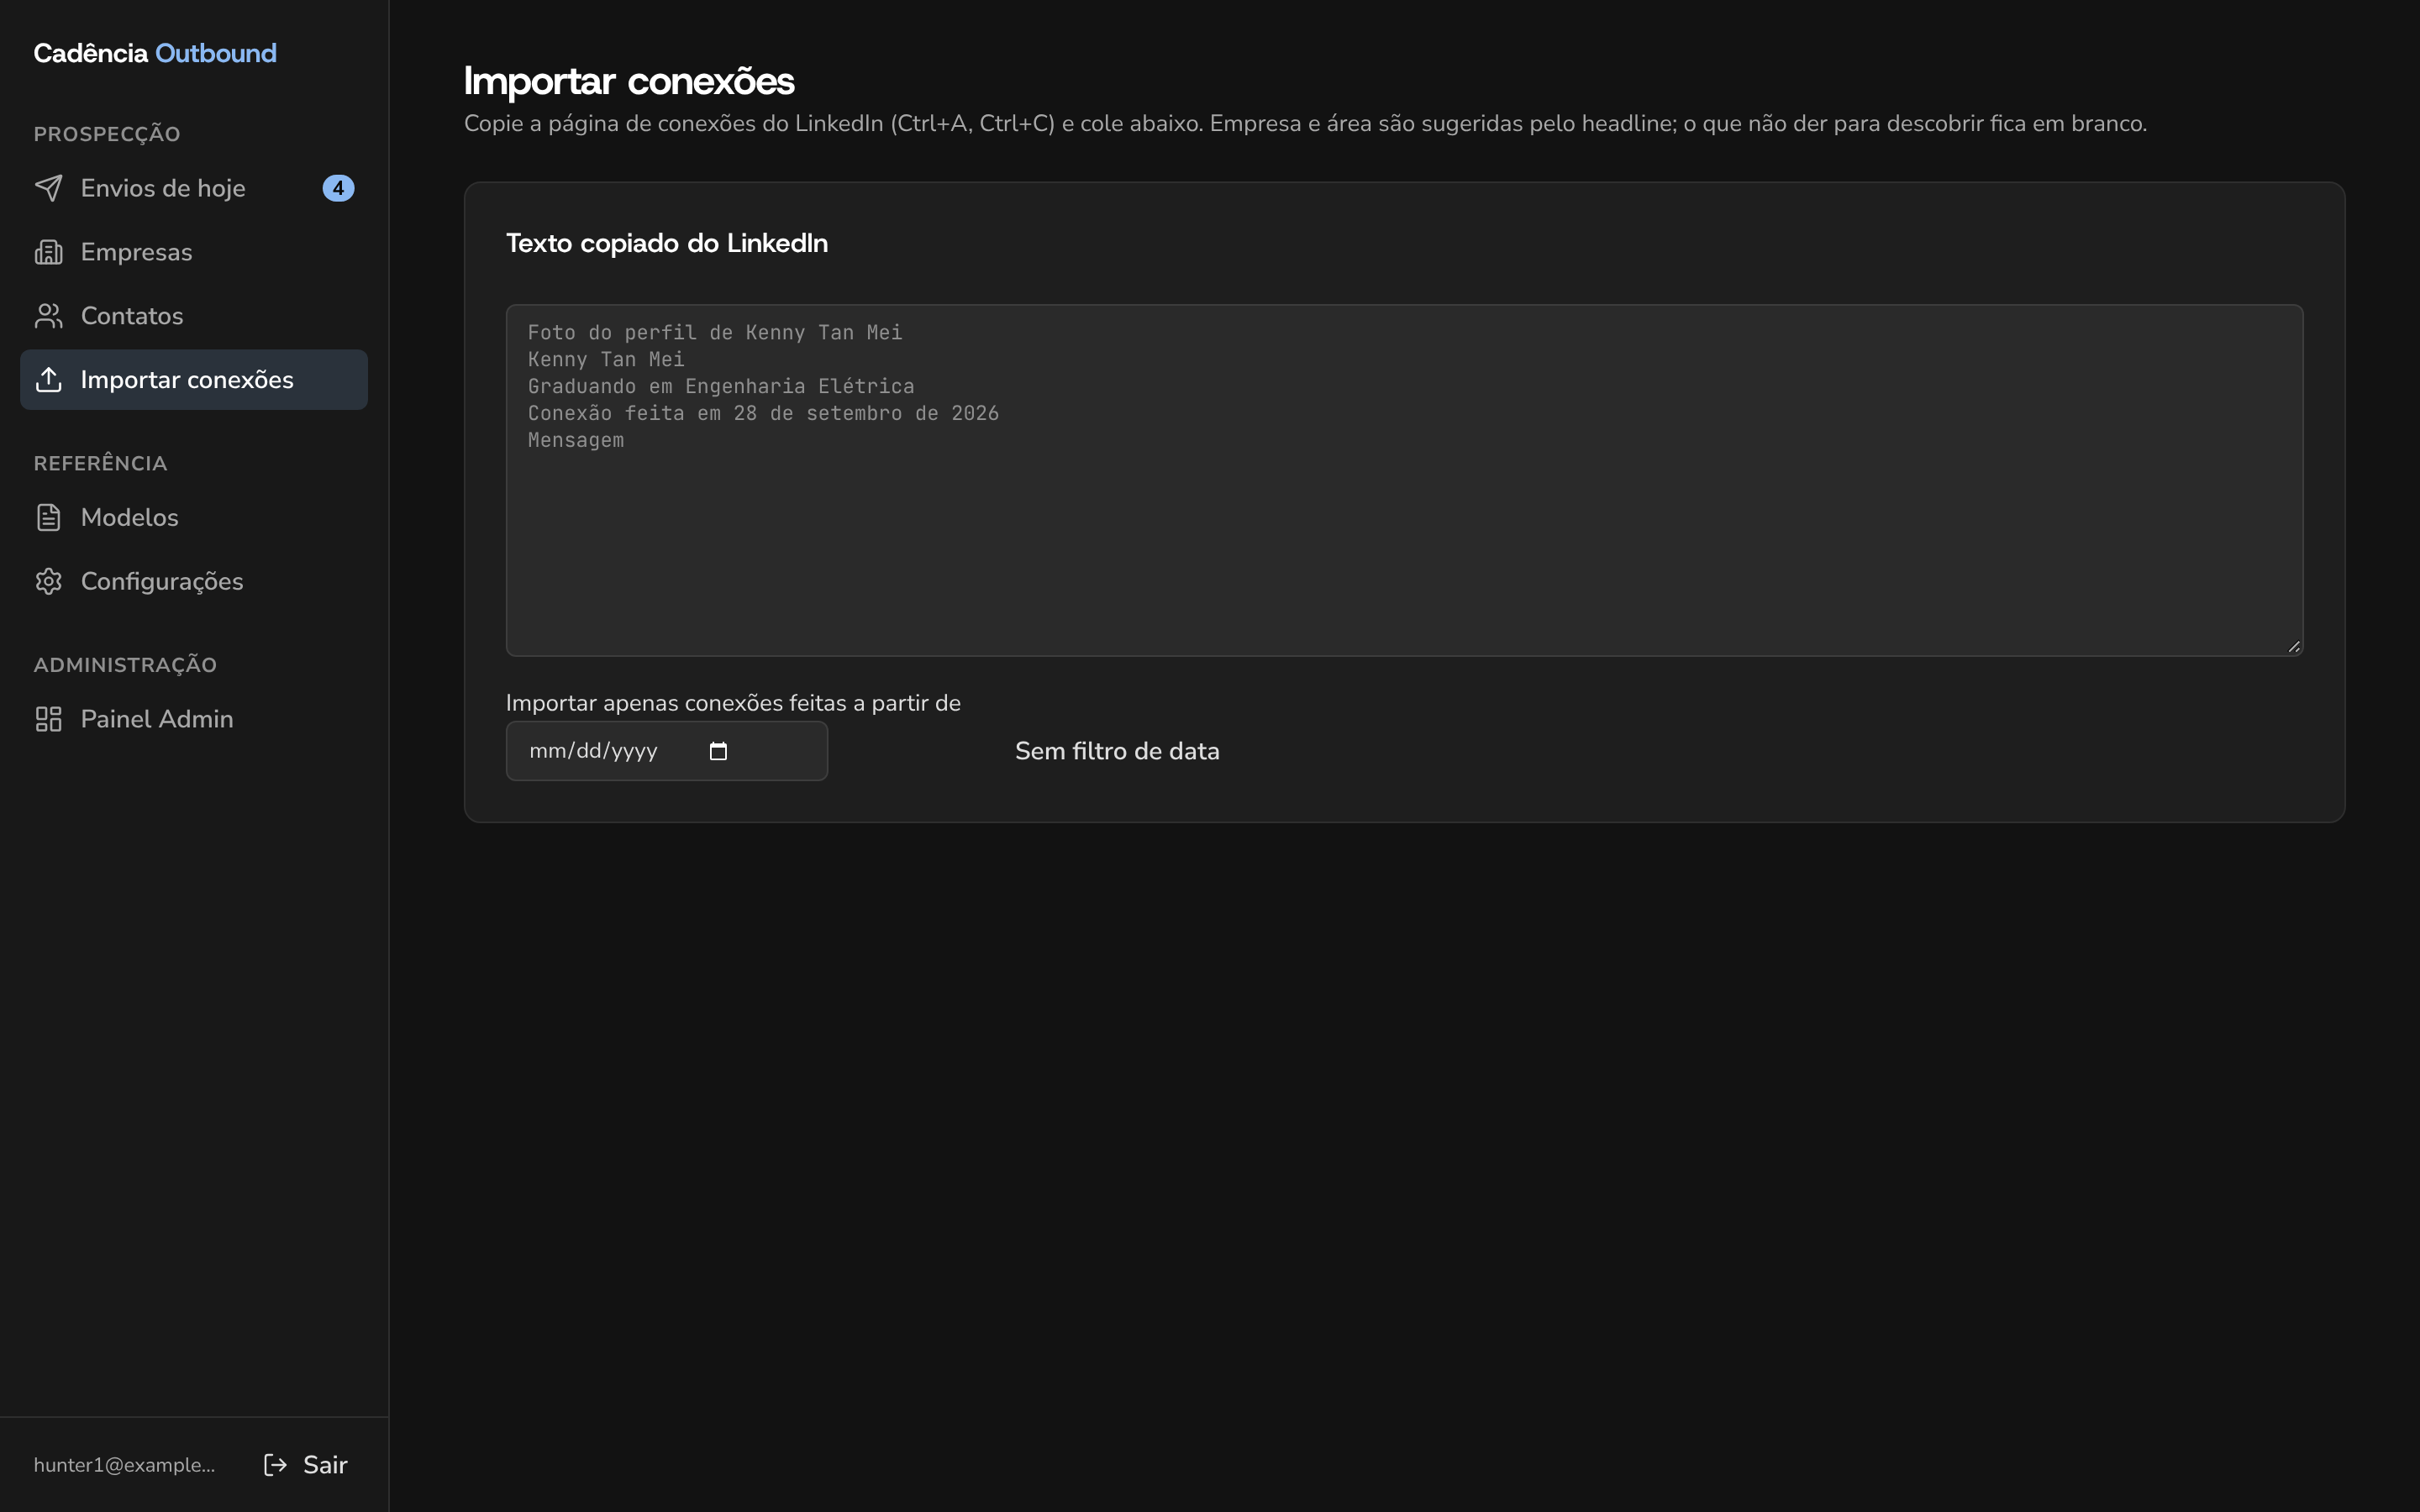 Cadência Outbound
PROSPECÇÃO
Envios de hoje 4
Empresas
Contatos
Importar conexões
REFERÊNCIA
Modelos
Configurações
ADMINISTRAÇÃO
Painel Admin
hunter1@example... Sair
Importar conexões
Copie a página de conexões do LinkedIn (Ctrl+A, Ctrl+C) e cole abaixo. Empresa e área são sugeridas pelo headline; o que não der para descobrir fica em branco.
Texto copiado do LinkedIn
Foto do perfil de Kenny Tan Mei
Kenny Tan Mei
Graduando em Engenharia Elétrica
Conexão feita em 28 de setembro de 2026
Mensagem
Importar apenas conexões feitas a partir de
mm/dd/yyyy
Sem filtro de data